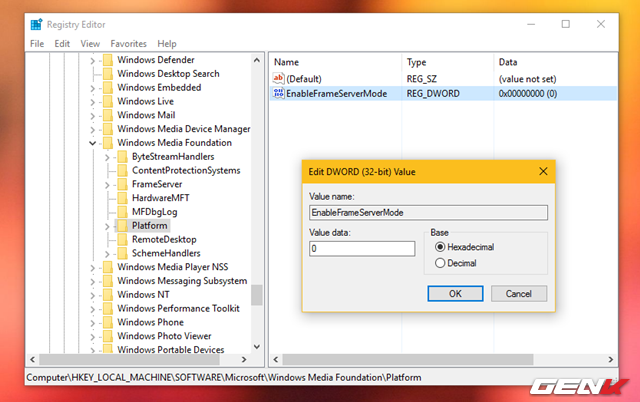 Registry Editor
File Edit View Favorites Help
Windows Defender
Windows Desktop Search
Windows Embedded
Windows Live
Windows Mail
Windows Media Device Manager
Windows Media Foundation
ByteStreamHandlers
ContentProtectionSystems
FrameServer
HardwareMFT
MFDbgLog
Platform
RemoteDesktop
SchemeHandlers
Windows Media Player NSS
Windows Messaging Subsystem
Windows NT
Windows Performance Toolkit
Windows Phone
Windows Photo Viewer
Windows Portable Devices
Name Type Data
(Default) REG_SZ (value not set)
EnableFrameServerMode REG_DWORD 0x00000000 (0)
Edit DWORD (32-bit) Value
Value name:
EnableFrameServerMode
Value data:
0
Base
Hexadecimal
Decimal
OK Cancel
Computer\HKEY_LOCAL_MACHINE\SOFTWARE\Microsoft\Windows Media Foundation\Platform
GENK